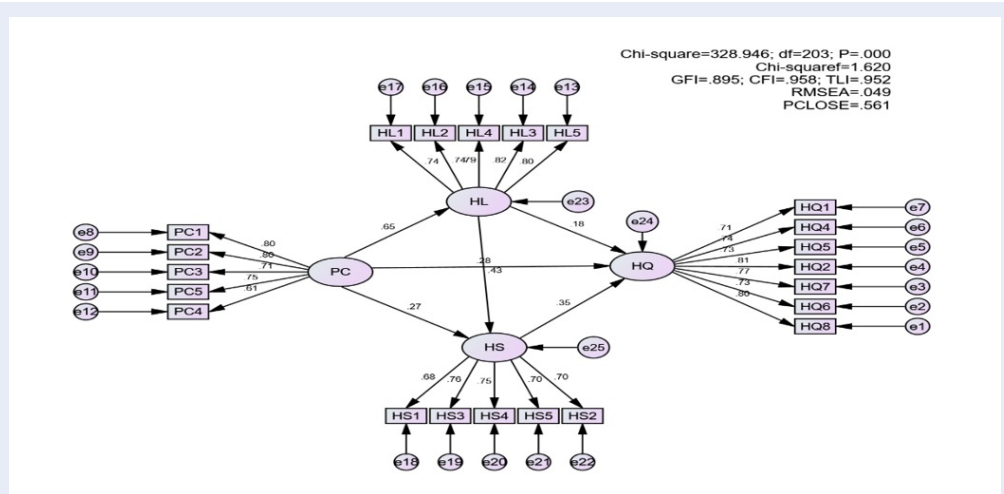 Chi-square=328.946; df=203; P=.000
Chi-squaref=1.620
GFI=.895; CFI=.958; TLI=.952
RMSEA=.049
PCLOSE=.561
e17 e16 e15 e14 e13
HL1 HL2 HL4 HL3 HL5
.74 .74 .79 .82 .80
HL
e23
.65
18
e24
e8 PC1 .80
e9 PC2 .80
e10 PC3 .71
e11 PC5 .75
e12 PC4 .61
PC
.28
.43
HQ
.71 HQ1 e7
.74 HQ4 e6
.73 HQ5 e5
.81 HQ2 e4
.77 HQ7 e3
.73 HQ6 e2
.80 HQ8 e1
.27
.35
HS
e25
.68 .76 .75 .70 .70
HS1 HS3 HS4 HS5 HS2
e18 e19 e20 e21 e22